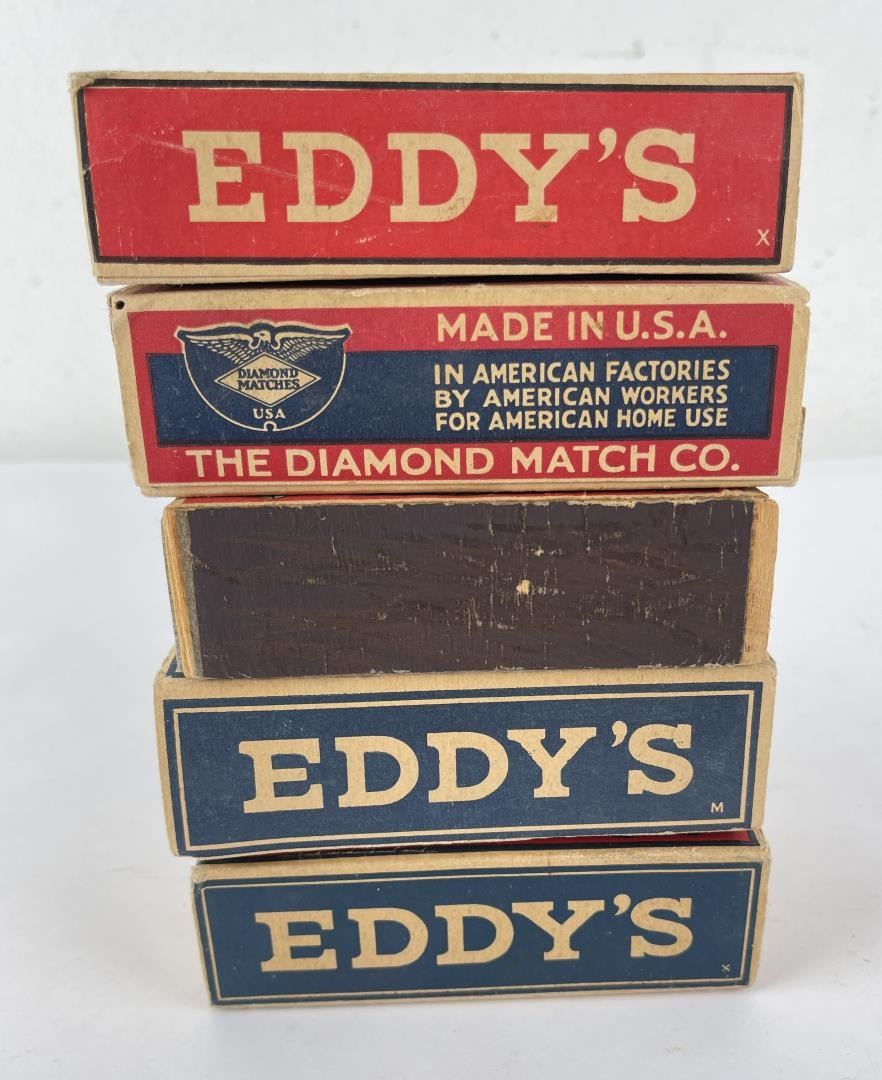 EDDY'S
X
DIAMOND
MATCHES
USA
MADE IN U.S.A.
IN AMERICAN FACTORIES
BY AMERICAN WORKERS
FOR AMERICAN HOME USE
THE DIAMOND MATCH CO.
EDDY'S
M
EDDY'S
X